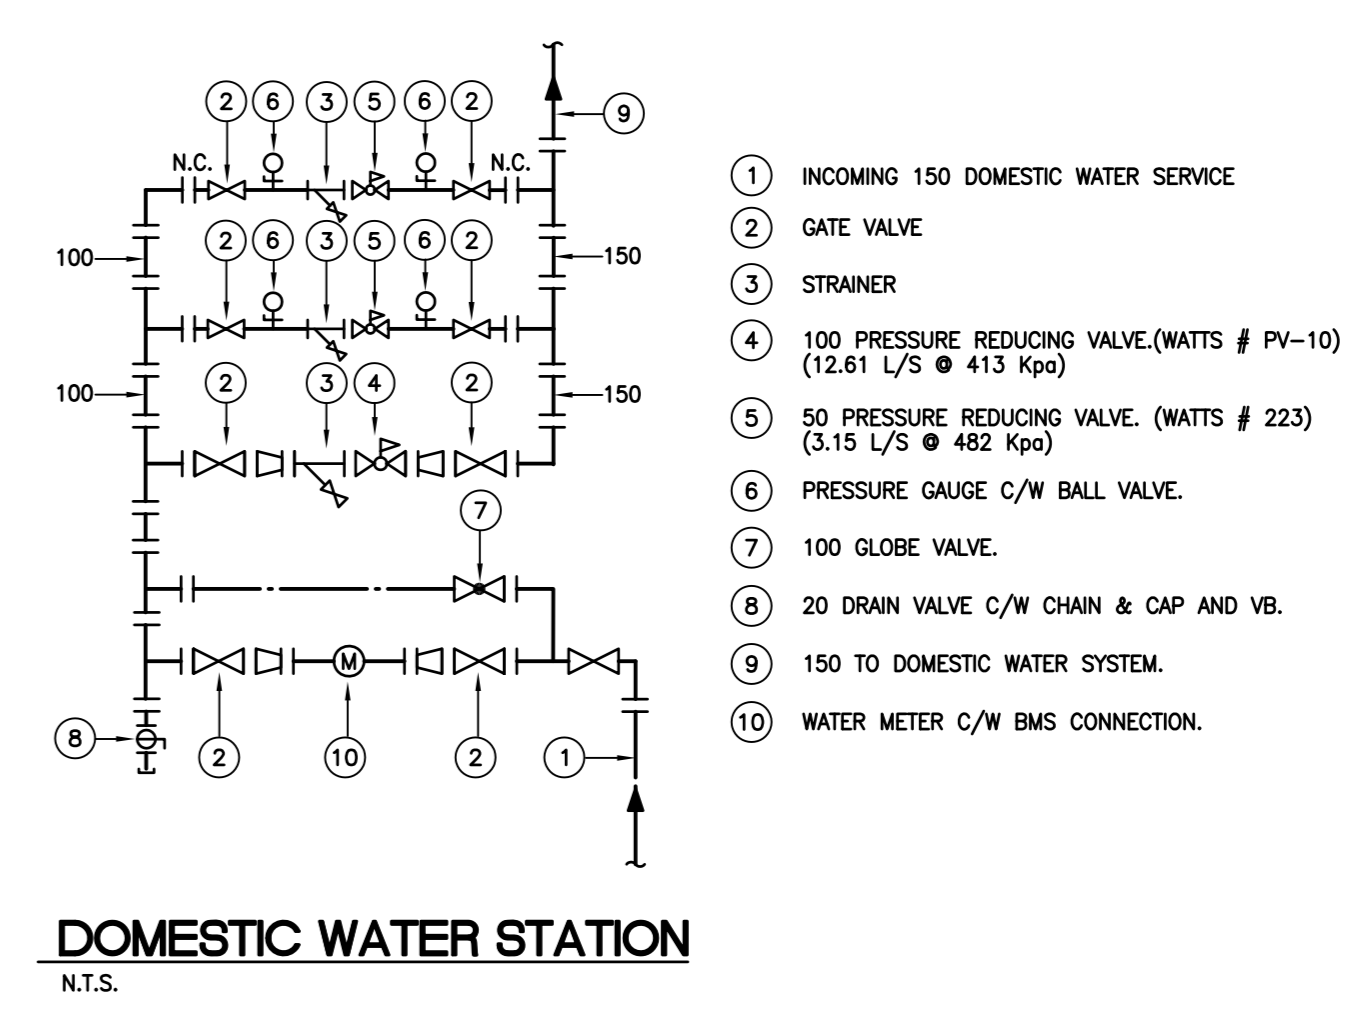 2 6 3 5 6 2
9
N.C. N.C.
2 6 3 5 6 2
100 150
2 3 4 2
100 150
7
M
8 2 10 2 1
1 INCOMING 150 DOMESTIC WATER SERVICE
2 GATE VALVE
3 STRAINER
4 100 PRESSURE REDUCING VALVE.(WATTS # PV-10)
(12.61 L/S @ 413 Kpa)
5 50 PRESSURE REDUCING VALVE. (WATTS # 223)
(3.15 L/S @ 482 Kpa)
6 PRESSURE GAUGE C/W BALL VALVE.
7 100 GLOBE VALVE.
8 20 DRAIN VALVE C/W CHAIN & CAP AND VB.
9 150 TO DOMESTIC WATER SYSTEM.
10 WATER METER C/W BMS CONNECTION.
DOMESTIC WATER STATION
N.T.S.